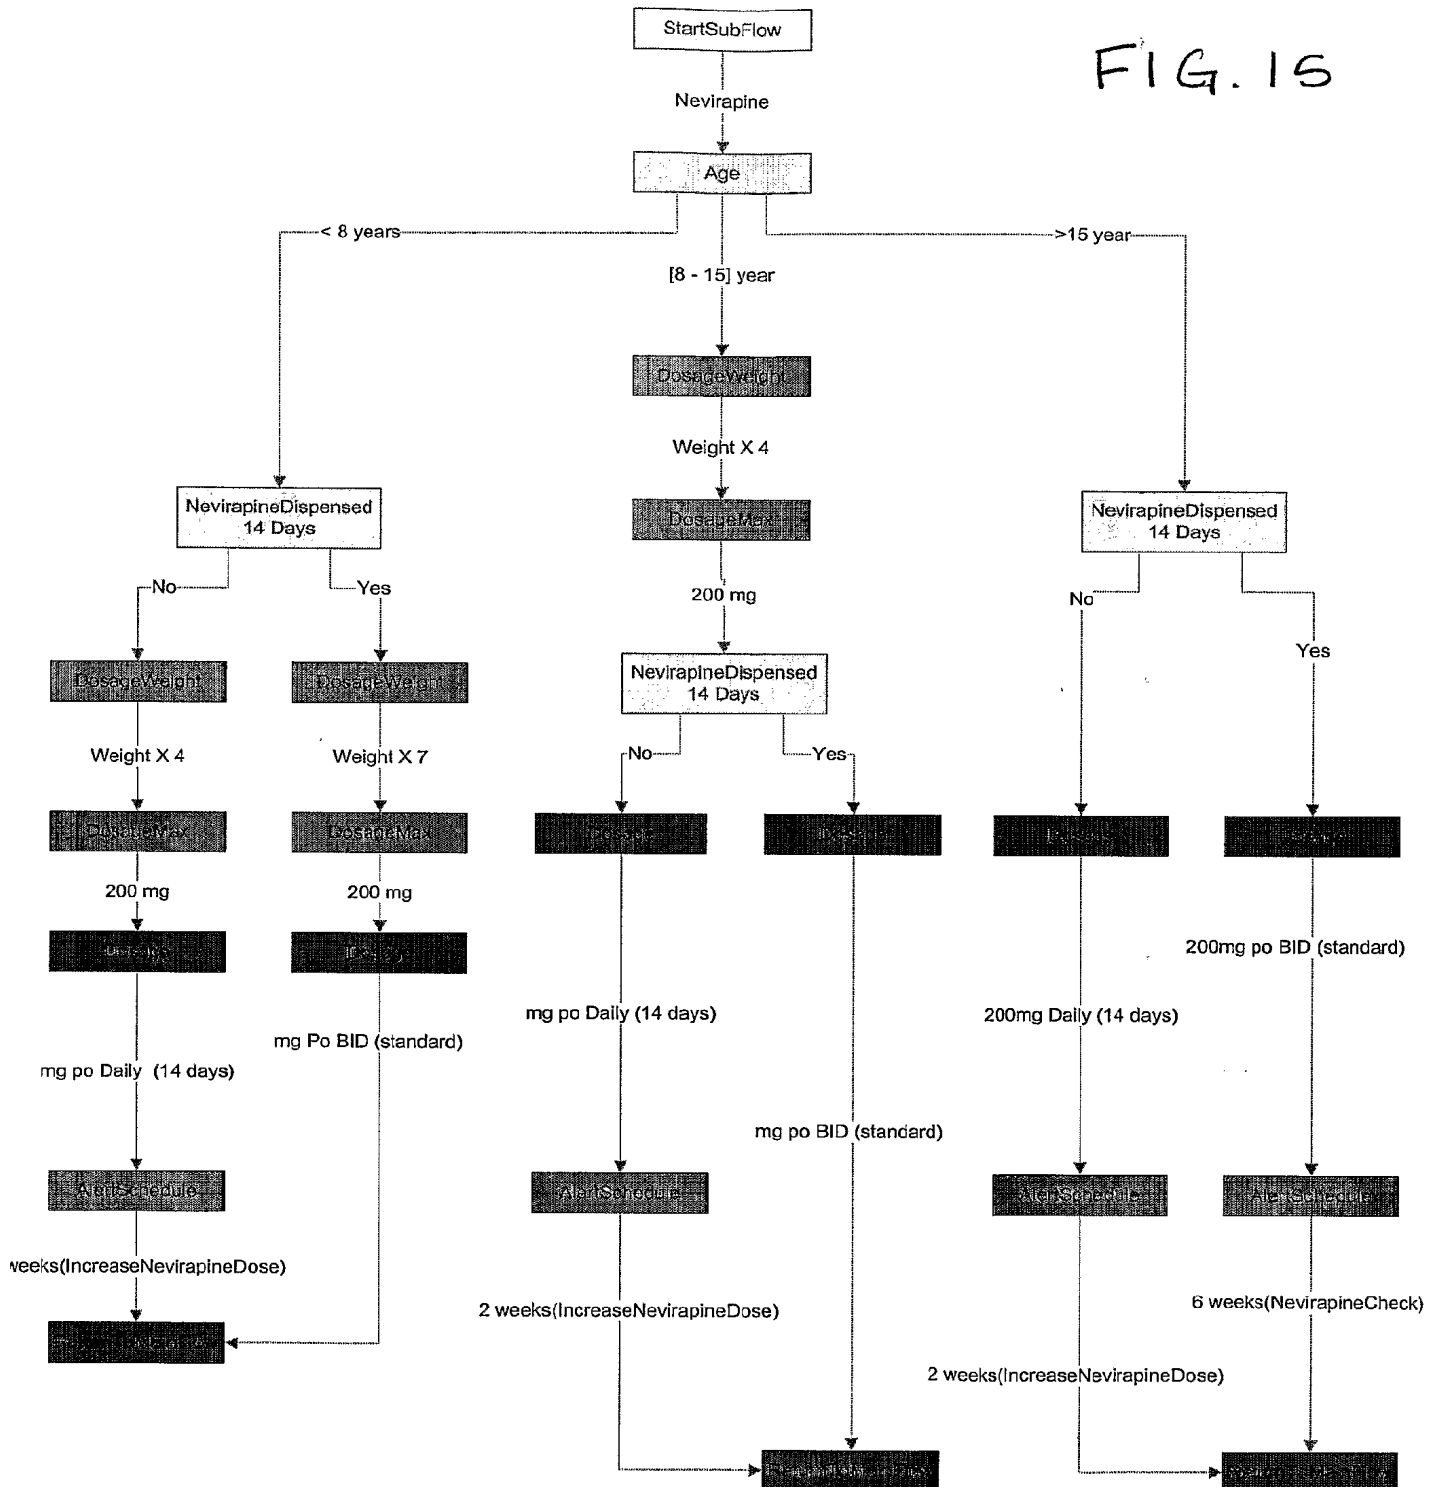 FIG. 15
StartSubFlow
Nevirapine
Age
< 8 years
[8 - 15] year
>15 year
DosageWeight
Weight X 4
DosageMax
200 mg
NevirapineDispensed
14 Days
No
Yes
DosageWeight
DosageWeight
Weight X 4
Weight X 7
DosageMax
DosageMax
200 mg
200 mg
Dosage
Dosage
mg po Daily (14 days)
mg Po BID (standard)
AlertSchedule
weeks(IncreaseNevirapineDose)
NevirapineDispensed
14 Days
No
Yes
Dosage
mg po Daily (14 days)
mg po BID (standard)
AlertSchedule
2 weeks(IncreaseNevirapineDose)
NevirapineDispensed
14 Days
No
Yes
Dosage
200mg Daily (14 days)
200mg po BID (standard)
AlertSchedule
AlertSchedule
2 weeks(IncreaseNevirapineDose)
6 weeks(NevirapineCheck)